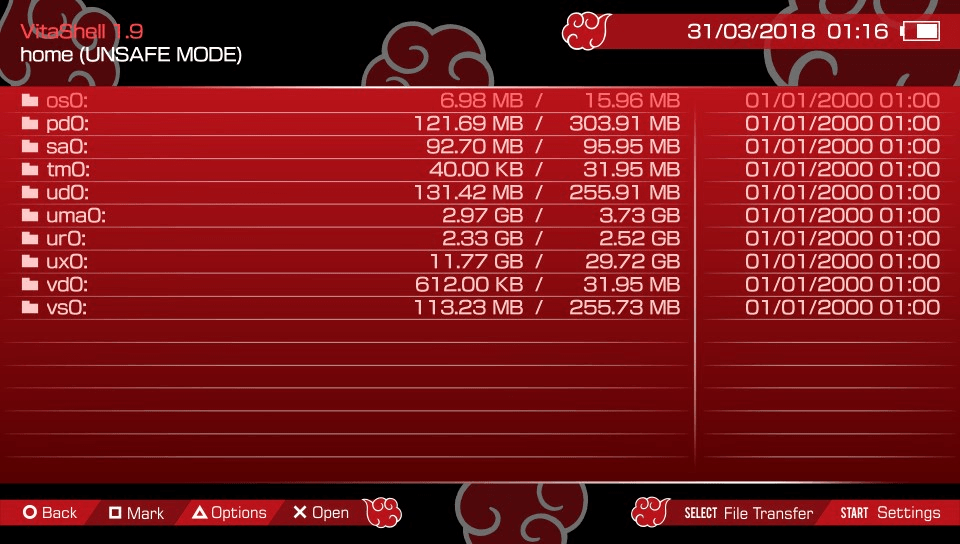 VitaShell 1.9
31/03/2018 01:16
home (UNSAFE MODE)
os0: 6.98 MB / 15.96 MB 01/01/2000 01:00
pd0: 121.69 MB / 303.91 MB 01/01/2000 01:00
sa0: 92.70 MB / 95.95 MB 01/01/2000 01:00
tm0: 40.00 KB / 31.95 MB 01/01/2000 01:00
ud0: 131.42 MB / 255.91 MB 01/01/2000 01:00
uma0: 2.97 GB / 3.73 GB 01/01/2000 01:00
ur0: 2.33 GB / 2.52 GB 01/01/2000 01:00
ux0: 11.77 GB / 29.72 GB 01/01/2000 01:00
vd0: 612.00 KB / 31.95 MB 01/01/2000 01:00
vs0: 113.23 MB / 255.73 MB 01/01/2000 01:00
Back Mark Options Open SELECT File Transfer START Settings